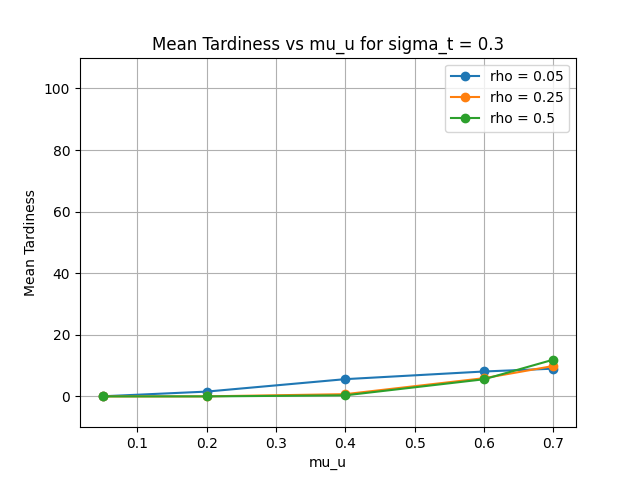 Mean Tardiness vs mu_u for sigma_t = 0.3
rho = 0.05
rho = 0.25
rho = 0.5
Mean Tardiness
100
80
60
40
20
0
0.1 0.2 0.3 0.4 0.5 0.6 0.7
mu_u